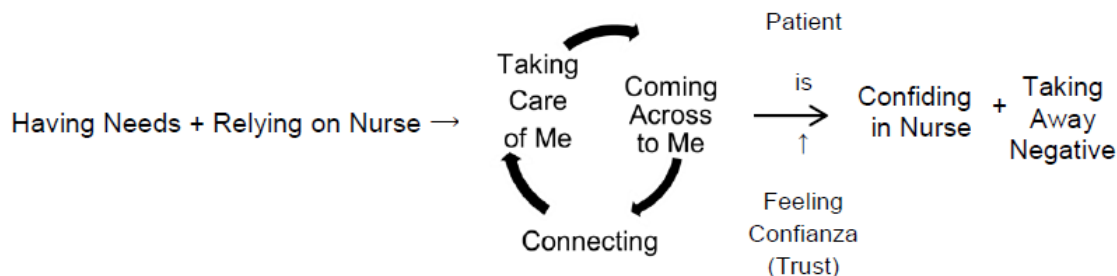 Having Needs + Relying on Nurse →
Taking
Care
of Me
Coming
Across
to Me
Connecting
Patient
is
↑
Feeling
Confianza
(Trust)
Confiding
in Nurse
+
Taking
Away
Negative